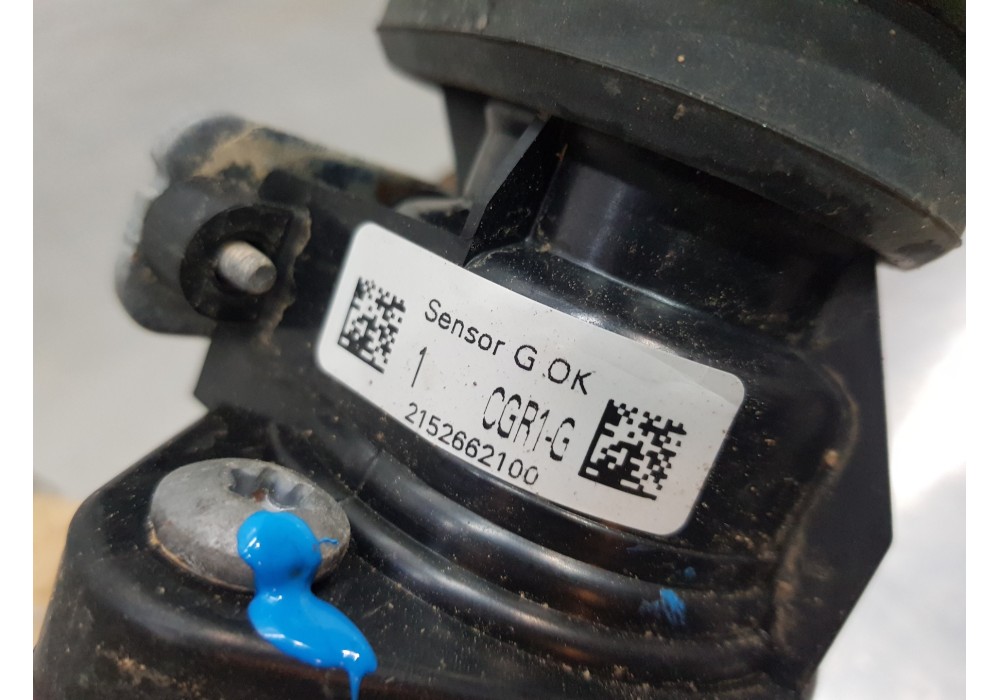 Sensor G.OK
1 CGR1-G
2152662100